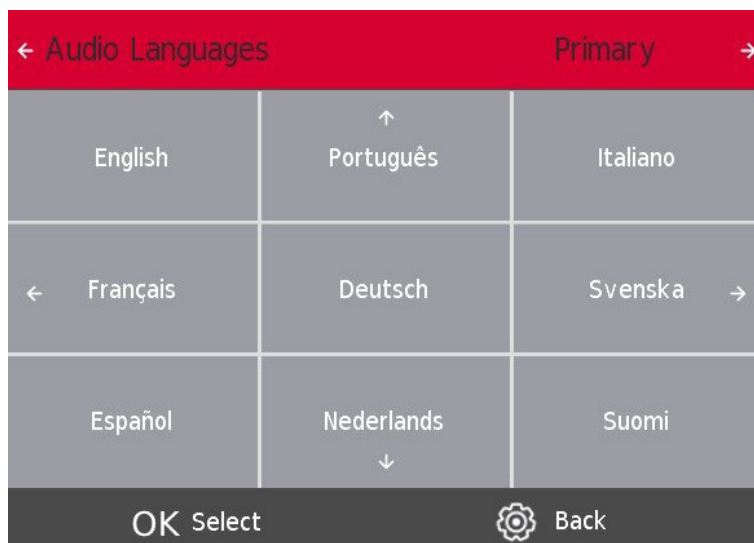 ← Audio Languages Primary →
↑
English Português Italiano
← Français Deutsch Svenska →
Español Nederlands Suomi
↓
OK Select Back